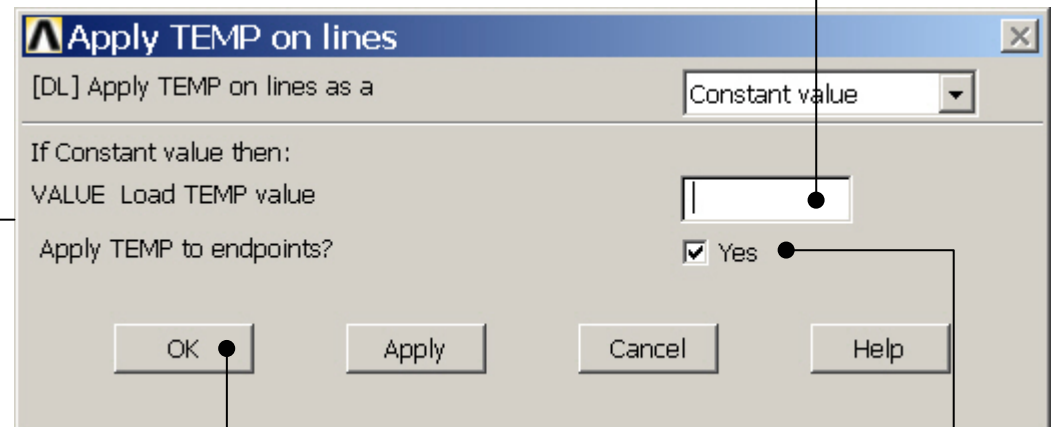 Apply TEMP on lines
[DL] Apply TEMP on lines as a Constant value
If Constant value then:
VALUE Load TEMP value
Apply TEMP to endpoints? Yes
OK Apply Cancel Help